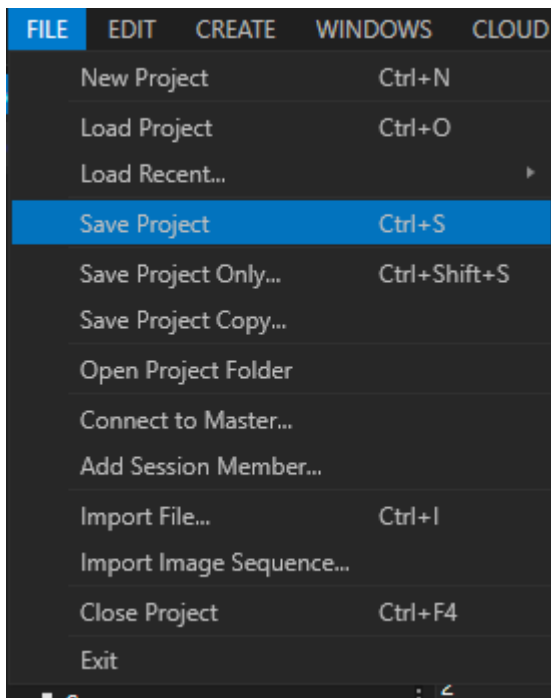 FILE EDIT CREATE WINDOWS CLOUD
New Project Ctrl+N
Load Project Ctrl+O
Load Recent...
Save Project Ctrl+S
Save Project Only... Ctrl+Shift+S
Save Project Copy...
Open Project Folder
Connect to Master...
Add Session Member...
Import File... Ctrl+I
Import Image Sequence...
Close Project Ctrl+F4
Exit